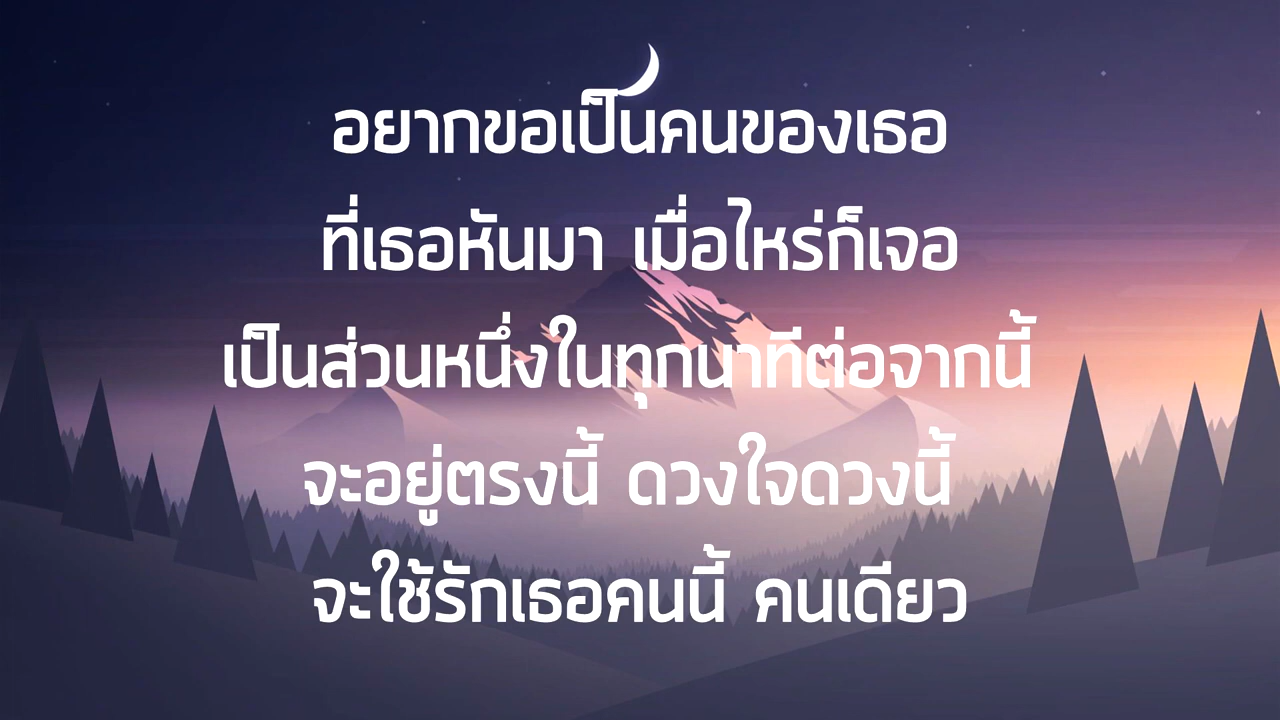 อยากขอเป็นคนของเธอ
ที่เธอหันมา เมื่อไหร่ก็เจอ
เป็นส่วนหนึ่งในทุกนาทีต่อจากนี้
จะอยู่ตรงนี้ ดวงใจดวงนี้
จะใช้รักเธอคนนี้ คนเดียว